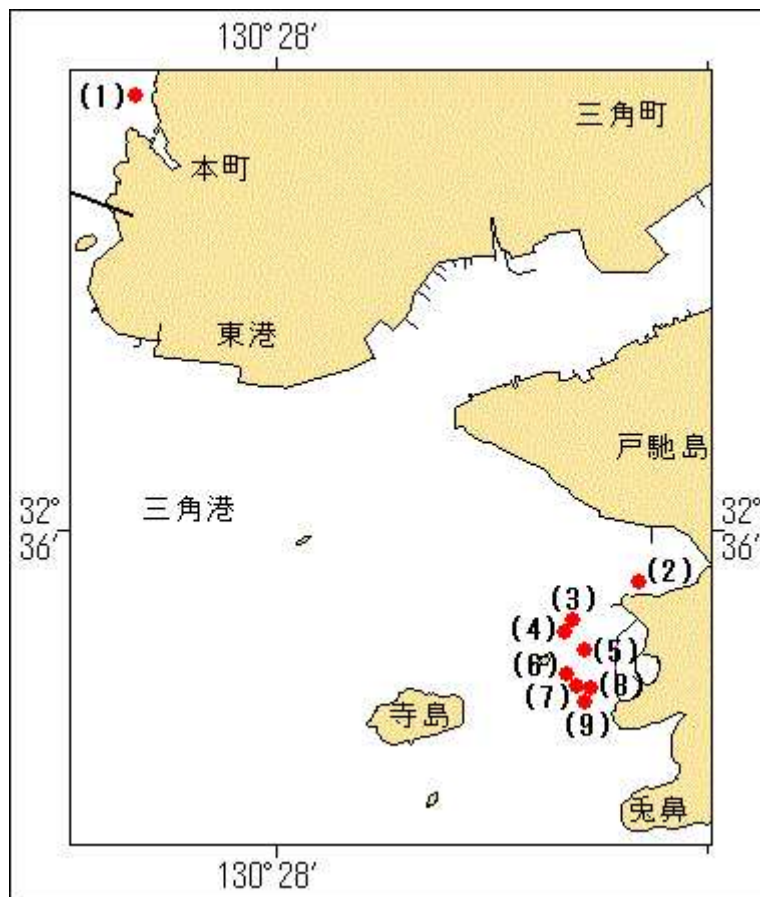 130°28′
(1)
三角町
本町
東港
戸馳島
32°
36′
三角港
32°
36′
(2)
(3)
(4)
(5)
(6)
(7)
(8)
(9)
寺島
兎鼻
130°28′